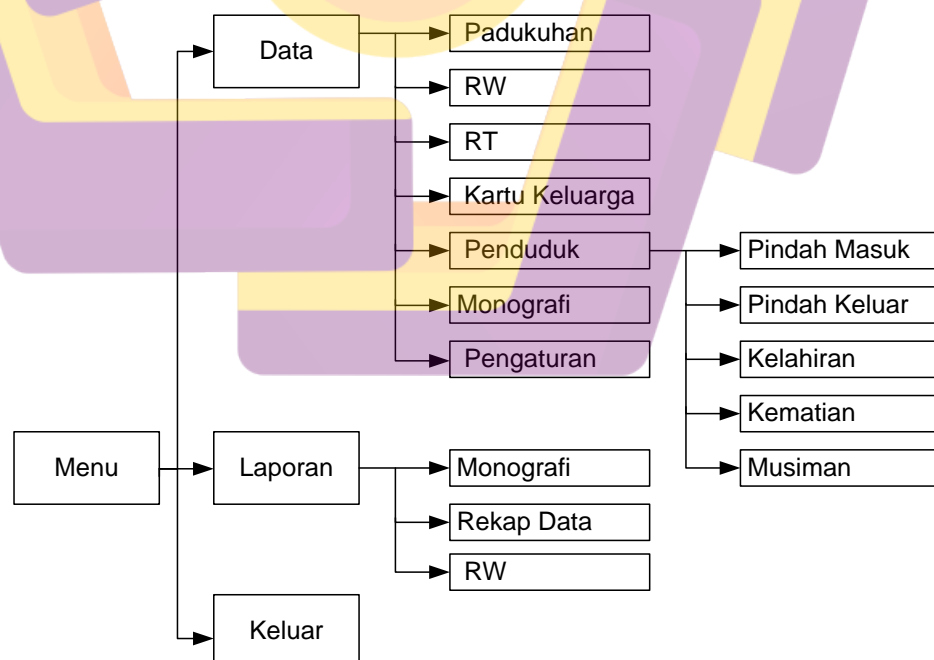 Data
Padukuhan
RW
RT
Kartu Keluarga
Penduduk
Monografi
Pengaturan
Pindah Masuk
Pindah Keluar
Kelahiran
Kematian
Musiman
Menu
Laporan
Monografi
Rekap Data
RW
Keluar